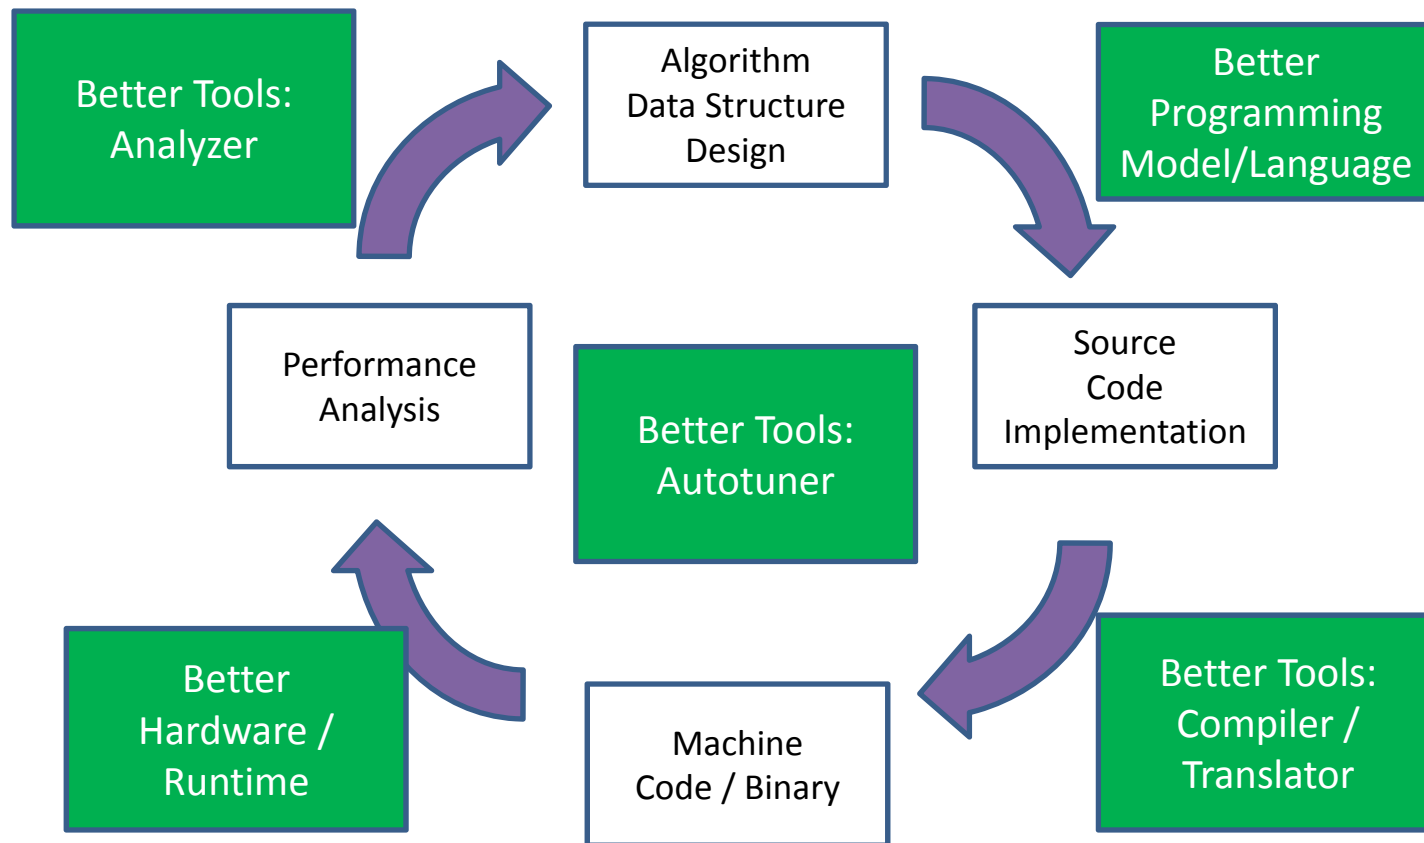 Better Tools:
Analyzer
Algorithm
Data Structure
Design
Better
Programming
Model/Language
Performance
Analysis
Better Tools:
Autotuner
Source
Code
Implementation
Better
Hardware /
Runtime
Machine
Code / Binary
Better Tools:
Compiler /
Translator